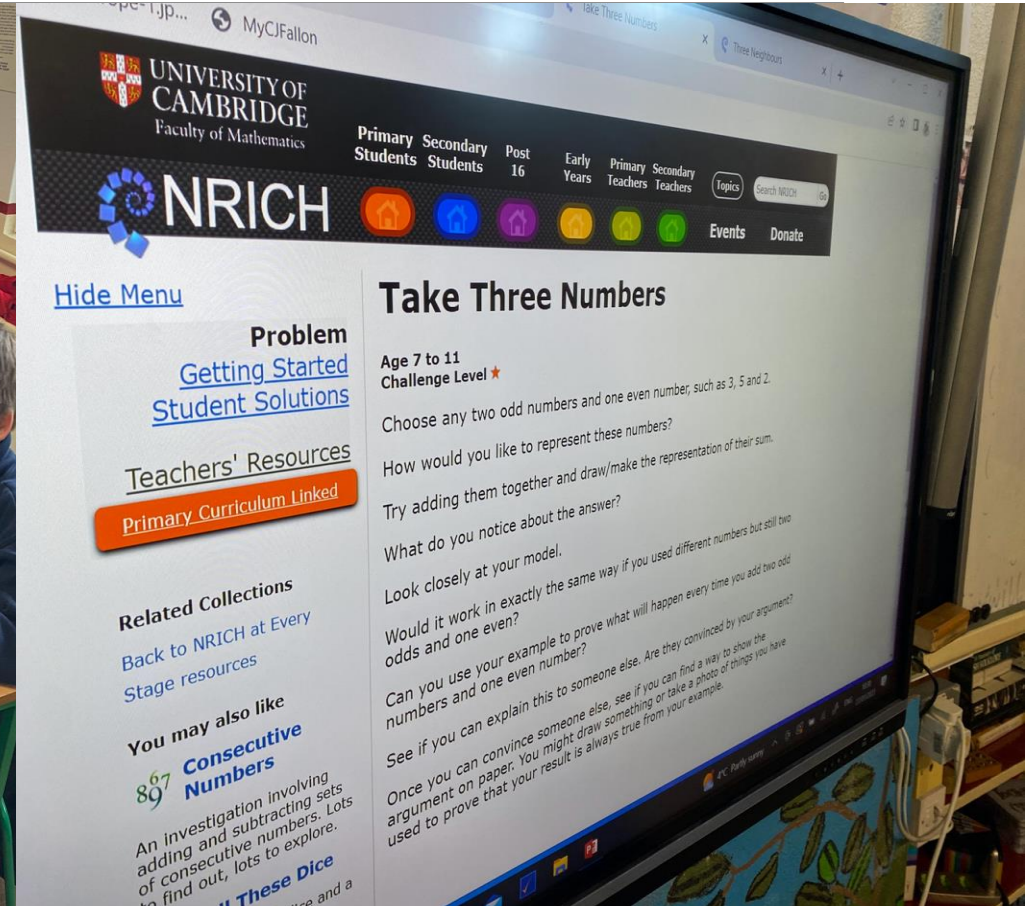 MyCJFallon
Take Three Numbers
Three Neighbours
UNIVERSITY OF
CAMBRIDGE
Faculty of Mathematics
Primary
Students
Secondary
Students
Post
16
Early
Years
Primary
Teachers
Secondary
Teachers
Topics
Search NRICH
Go
NRICH
Events
Donate
Hide Menu
Problem
Getting Started
Student Solutions
Teachers' Resources
Primary Curriculum Linked
Related Collections
Back to NRICH at Every
Stage resources
You may also like
Consecutive
Numbers
An investigation involving
adding and subtracting sets
of consecutive numbers. Lots
to find out, lots to explore.
These Dice
and a
Take Three Numbers
Age 7 to 11
Challenge Level
Choose any two odd numbers and one even number, such as 3, 5 and 2.
How would you like to represent these numbers?
Try adding them together and draw/make the representation of their sum.
What do you notice about the answer?
Look closely at your model.
Would it work in exactly the same way if you used different numbers but still two
odds and one even?
Can you use your example to prove what will happen every time you add two odd
numbers and one even number?
See if you can explain this to someone else. Are they convinced by your argument?
Once you can convince someone else, see if you can find a way to show the
argument on paper. You might draw something or take a photo of things you have
used to prove that your result is always true from your example.
4°C Partly sunny